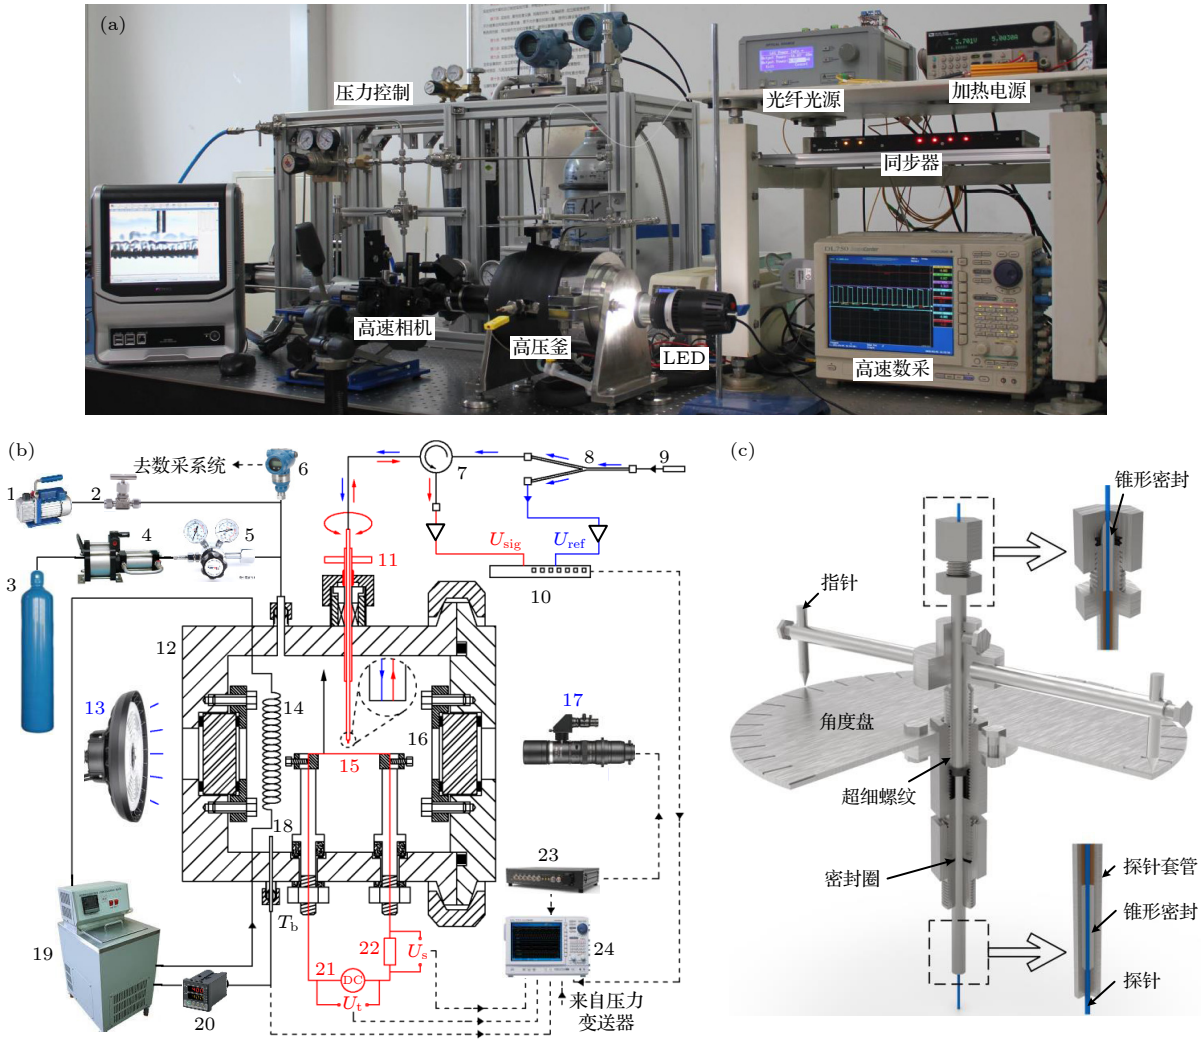 (a)
压力控制
光纤光源
加热电源
同步器
高速相机
高压釜
LED
高速数采
(b)
去数采系统
1
2
3
4
5
6
7
8
9
10
11
12
13
14
15
16
17
18
19
20
21
22
23
24
U_sig
U_ref
T_b
DC
U_t
U_s
来自压力
变送器
(c)
锥形密封
指针
角度盘
超细螺纹
密封圈
探针套管
锥形密封
探针